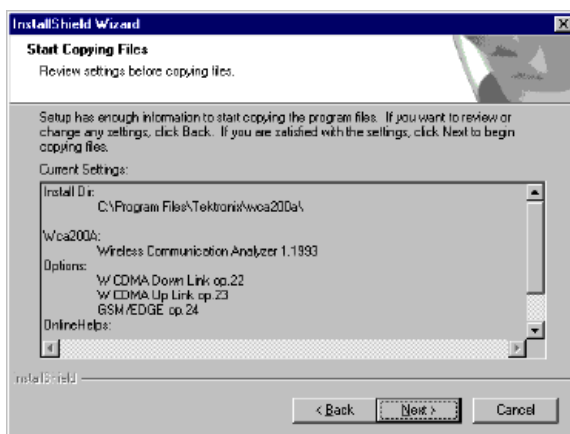 InstallShield Wizard
Start Copying Files
Review settings before copying files.
Setup has enough information to start copying the program files. If you want to review or
change any settings, click Back. If you are satisfied with the settings, click Next to begin
copying files.
Current Settings:
Install Dir:
C:\Program Files\Tektronix\wca200a\
Wca200A:
Wireless Communication Analyzer 1.1993
Options:
W CDMA Down Link op.22
W CDMA Up Link op.23
GSM/EDGE op.24
OnlineHelps:
InstallShield
< Back
Next >
Cancel